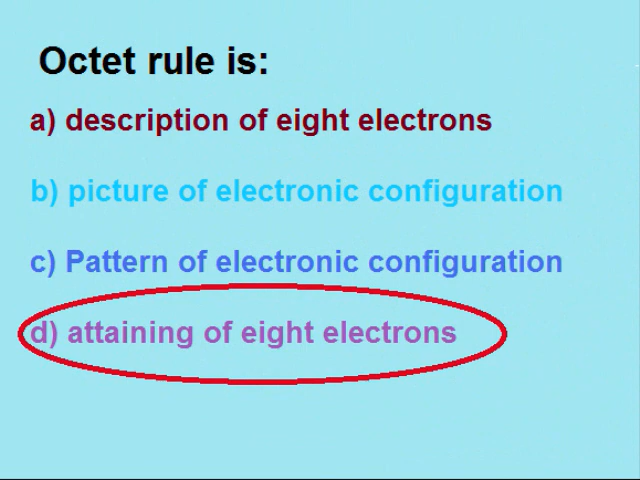 Octet rule is:
a) description of eight electrons
b) picture of electronic configuration
c) Pattern of electronic configuration
d) attaining of eight electrons